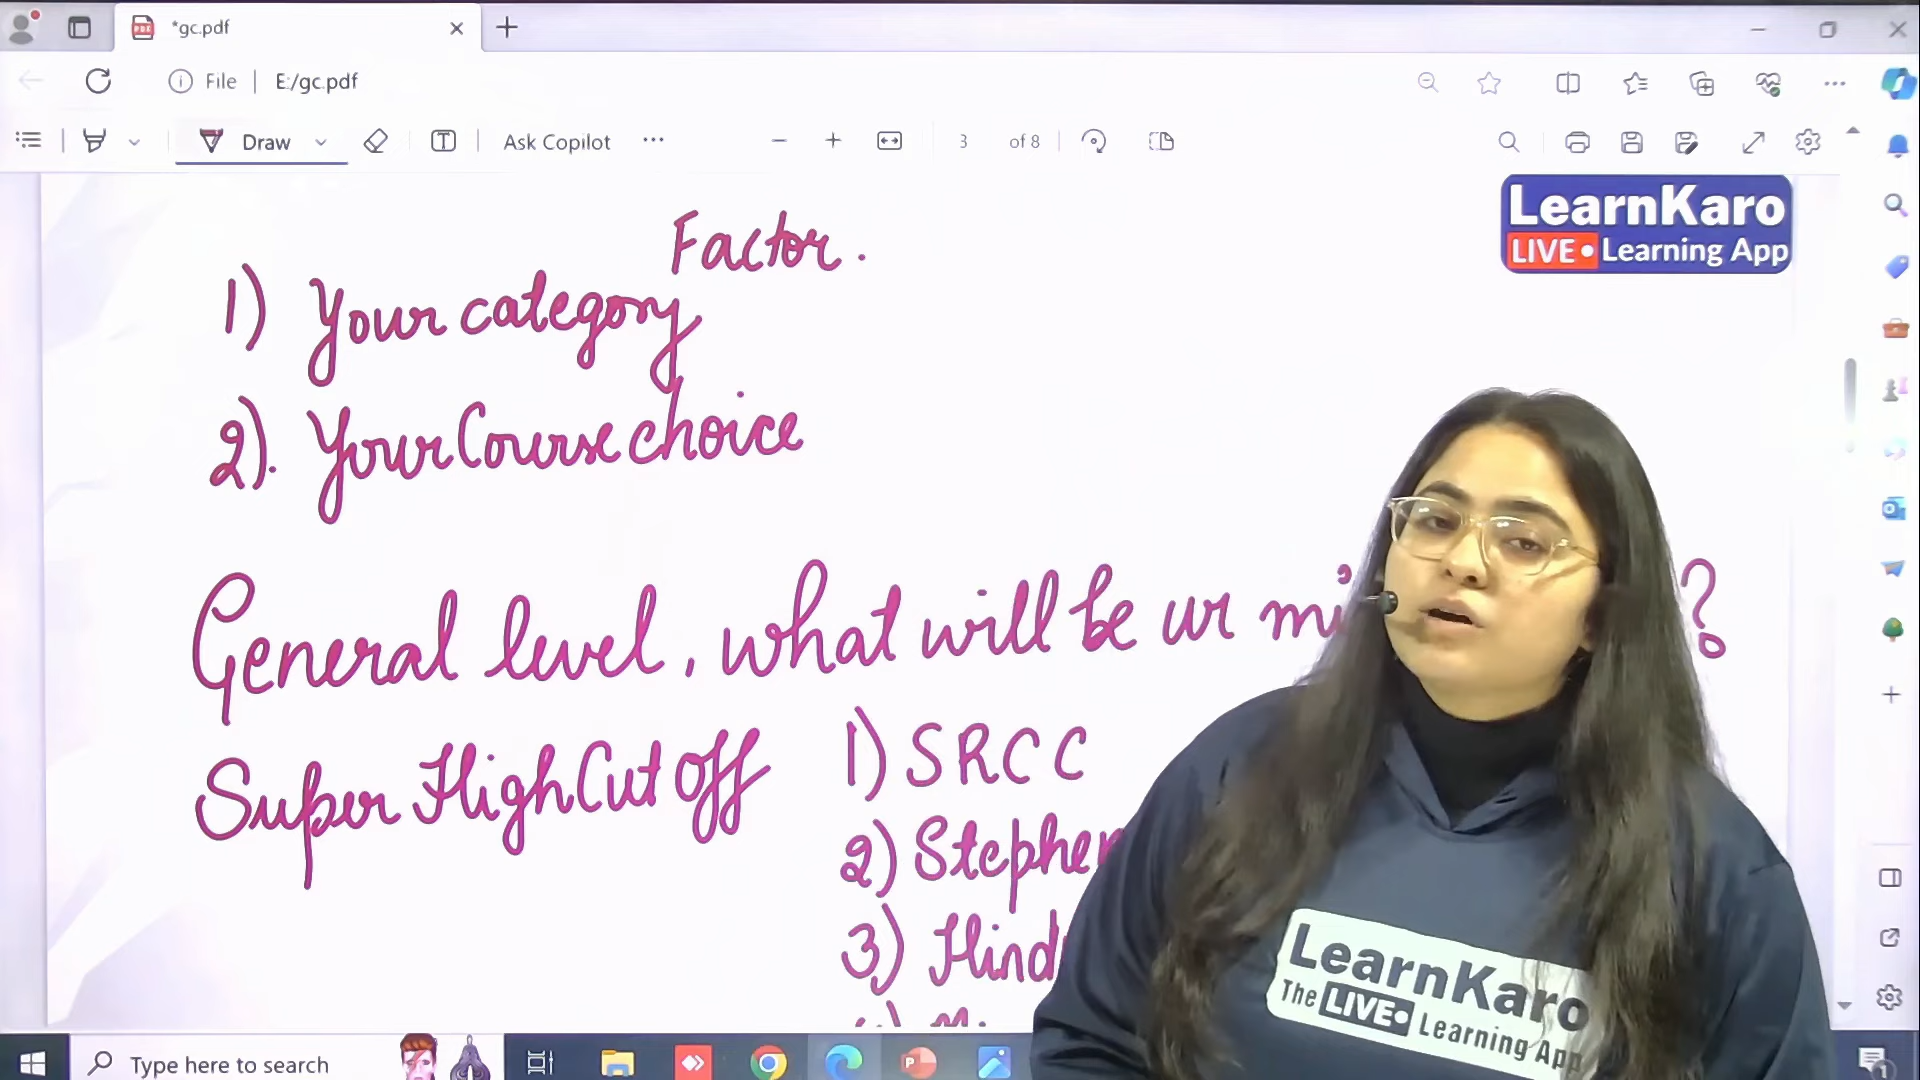 *gc.pdf
File | E:/gc.pdf
Draw
Ask Copilot
3 of 8
LearnKaro
LIVE • Learning App
Factor.
1) Your category
2). Your Course choice
General level, what will be ur ?
Super High Cut Off
1) SRCC
2) Stephen
3) Hind
LearnKaro
The LIVE• Learning App
Type here to search